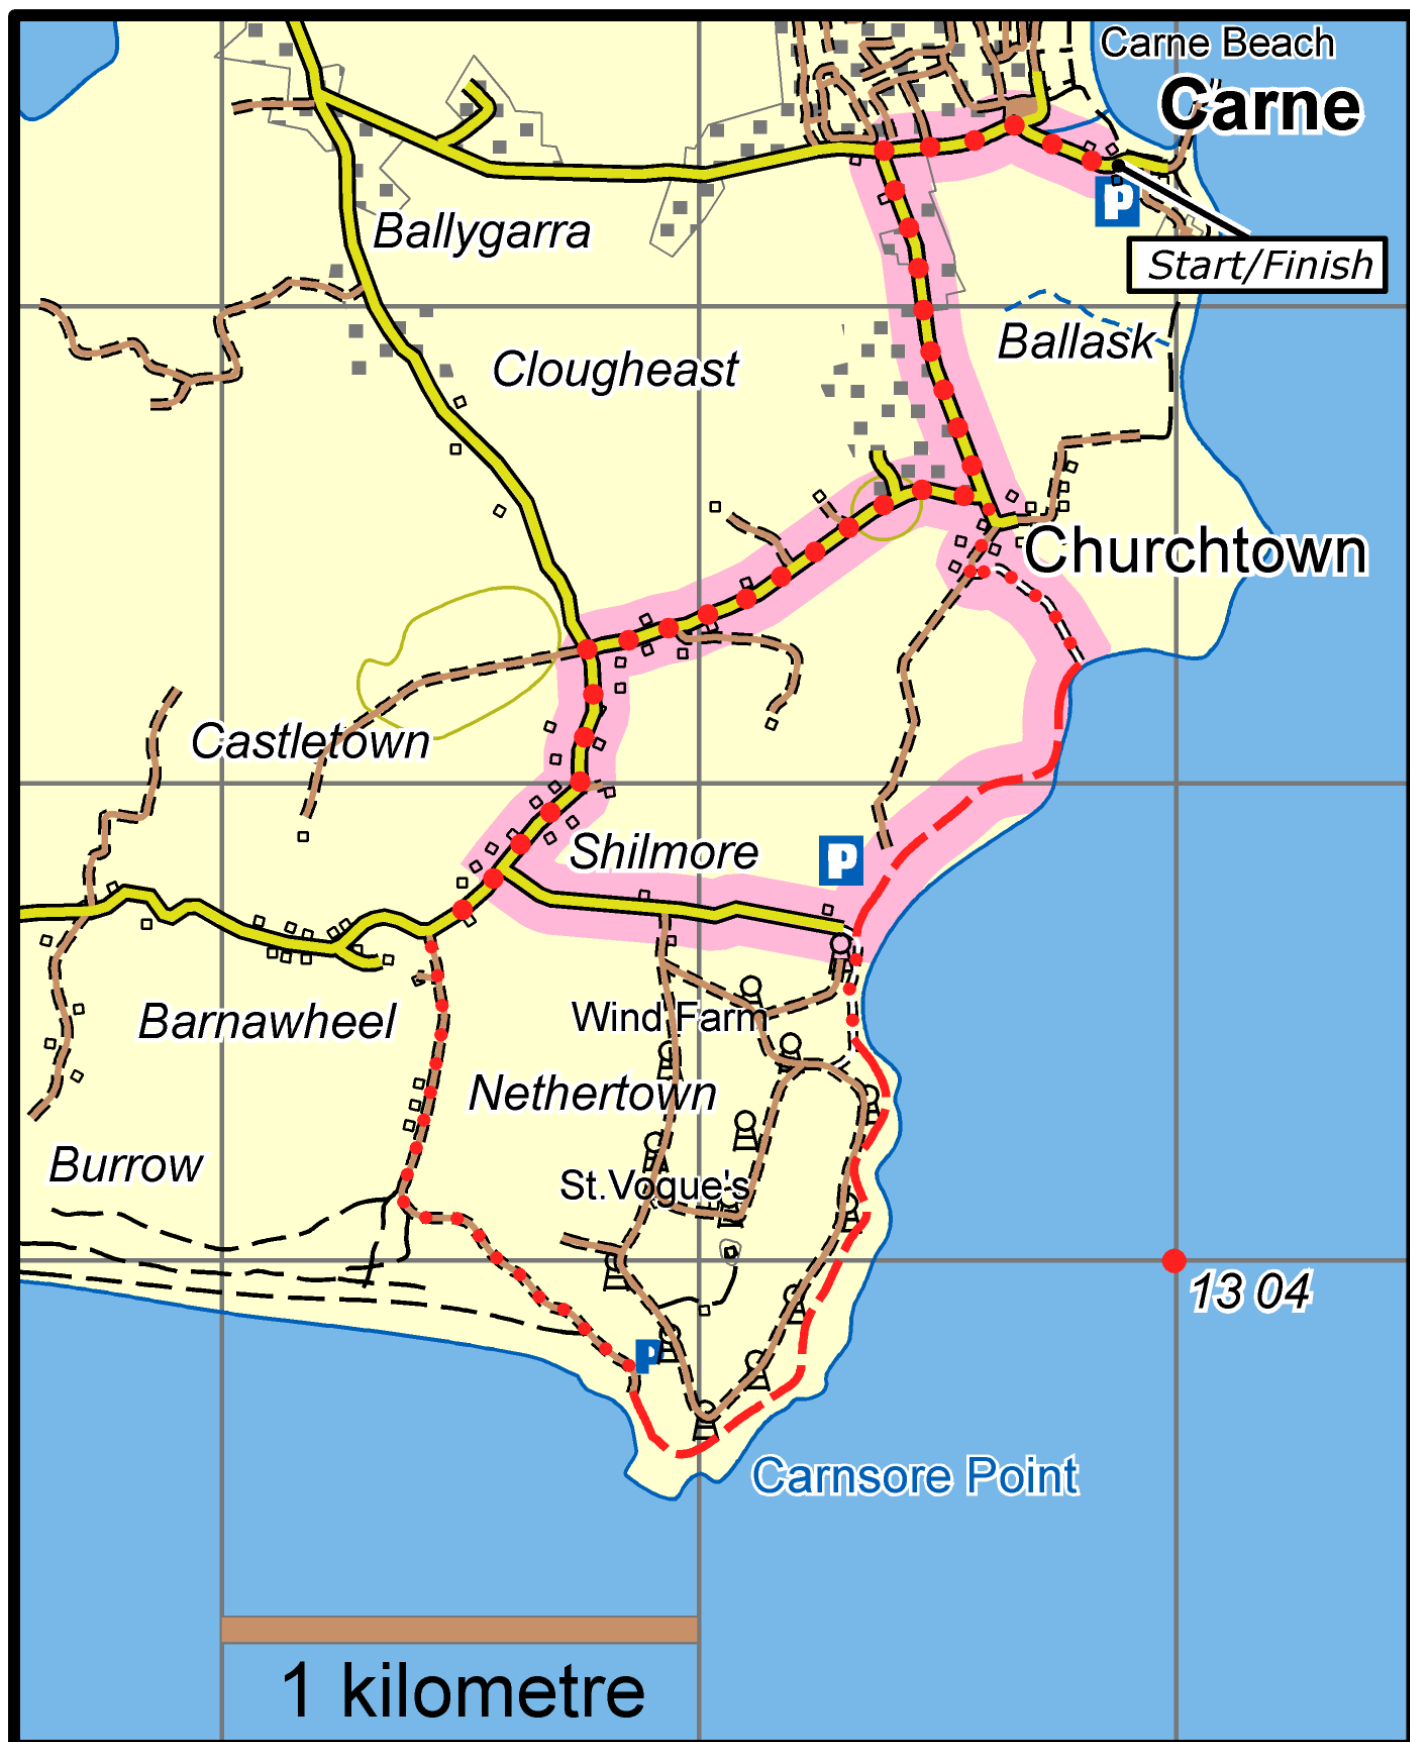 Carne Beach
Carne
P
Start/Finish
Ballygarra
Ballask
Clougheast
Churchtown
Castletown
Shilmore
P
Barnawheel
Wind Farm
Nethertown
Burrow
St.Vogue's
13 04
P
Carnsore Point
1 kilometre